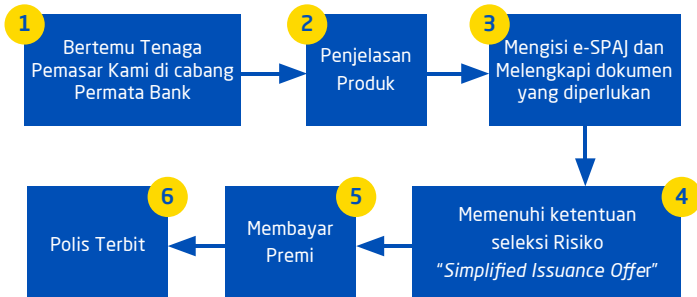 1
Bertemu Tenaga
Pemasar Kami di cabang
Permata Bank
2
Penjelasan
Produk
3
Mengisi e-SPAJ dan
Melengkapi dokumen
yang diperlukan
4
Memenuhi ketentuan
seleksi Risiko
“Simplified Issuance Offer”
5
Membayar
Premi
6
Polis Terbit